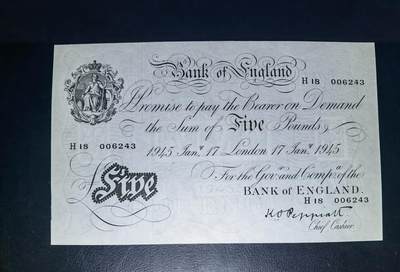 Bank of England
H18 006243
I Promise to pay the Bearer on Demand
the Sum of Five Pounds
H18 006243
1945 Jan.y 17 London 17 Jan.y 1945
For the Gov.r and Comp.a of the
BANK OF ENGLAND.
H18 006243
Five
K O Peppiatt
Chief Cashier